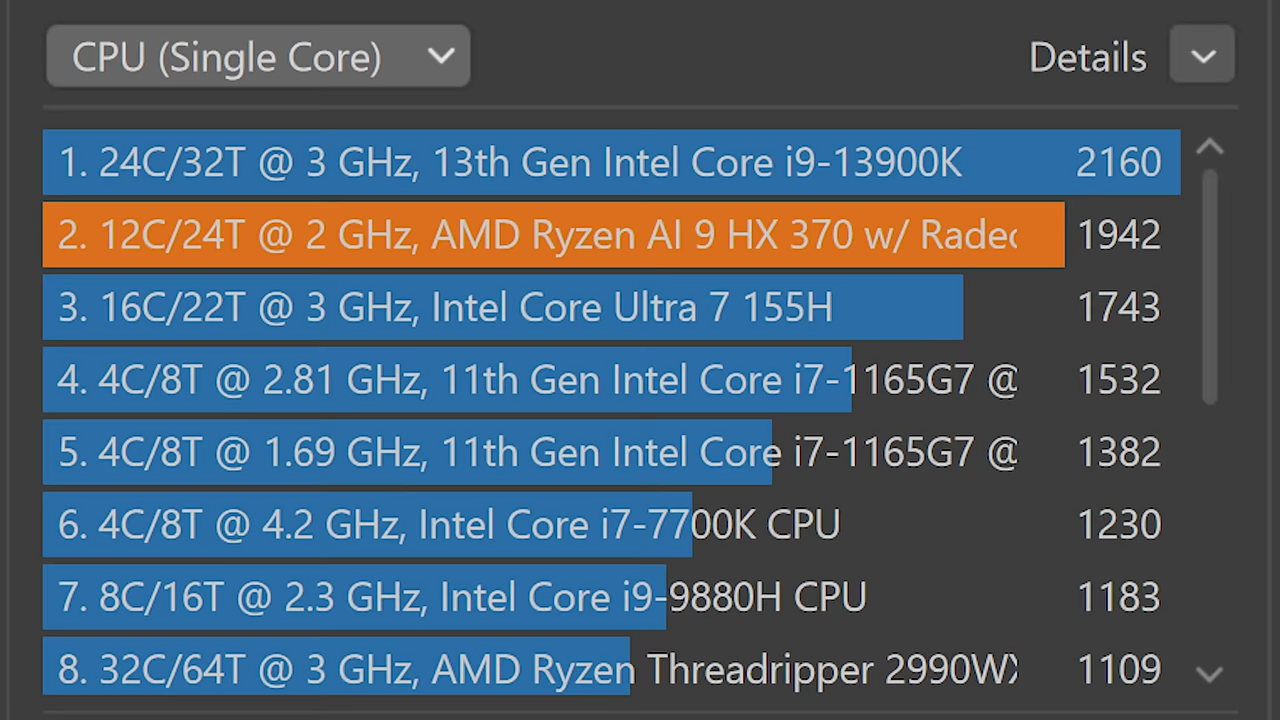 CPU (Single Core)
Details
1. 24C/32T @ 3 GHz, 13th Gen Intel Core i9-13900K 2160
2. 12C/24T @ 2 GHz, AMD Ryzen AI 9 HX 370 w/ 1942
3. 16C/22T @ 3 GHz, Intel Core Ultra 7 155H 1743
4. 4C/8T @ 2.81 GHz, 11th Gen Intel Core i7-1165G7 @ 1532
5. 4C/8T @ 1.69 GHz, 11th Gen Intel Core i7-1165G7 @ 1382
6. 4C/8T @ 4.2 GHz, Intel Core i7-7700K CPU 1230
7. 8C/16T @ 2.3 GHz, Intel Core i9-9880H CPU 1183
8. 32C/64T @ 3 GHz, AMD Ryzen Threadripper 2990WX 1109